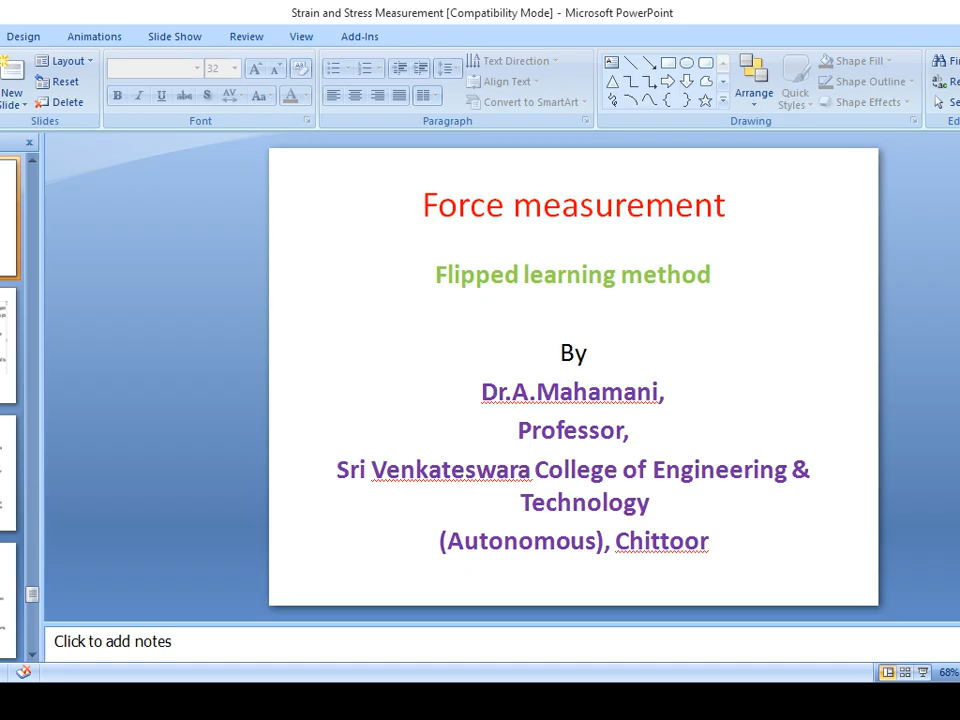 Strain and Stress Measurement [Compatibility Mode] - Microsoft PowerPoint
Design Animations Slide Show Review View Add-Ins
New Slide
Layout
Reset
Delete
Slides
32
B I U abc AV Aa A
Font
Text Direction
Align Text
Convert to SmartArt
Paragraph
Arrange
Quick Styles
Shape Fill
Shape Outline
Shape Effects
Drawing
Force measurement
Flipped learning method
By
Dr.A.Mahamani,
Professor,
Sri Venkateswara College of Engineering &
Technology
(Autonomous), Chittoor
Click to add notes
68%